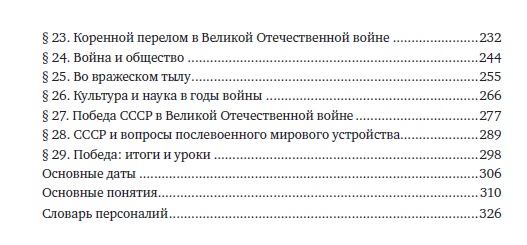 § 23. Коренной перелом в Великой Отечественной войне ........................232
§ 24. Война и общество ........................................................................................244
§ 25. Во вражеском тылу......................................................................................255
§ 26. Культура и наука в годы войны ................................................................266
§ 27. Победа СССР в Великой Отечественной войне ....................................277
§ 28. СССР и вопросы послевоенного мирового устройства......................289
§ 29. Победа: итоги и уроки ................................................................................298
Основные даты ....................................................................................................306
Основные понятия..............................................................................................310
Словарь персоналий...........................................................................................326